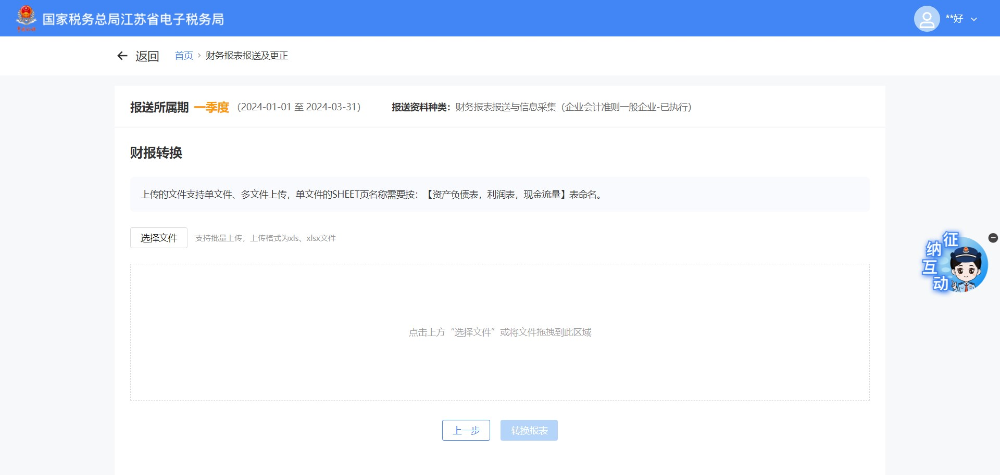 国家税务总局江苏省电子税务局
**好
返回
首页 > 财务报表报送及更正
报送所属期 一季度 （2024-01-01 至 2024-03-31） 报送资料种类：财务报表报送与信息采集（企业会计准则一般企业-已执行）
财报转换
上传的文件支持单文件、多文件上传，单文件的SHEET页名称需要按：【资产负债表，利润表，现金流量】表命名。
选择文件 支持批量上传，上传格式为xls、xlsx文件
征纳互动
点击上方“选择文件”或将文件拖拽到此区域
上一步 转换报表